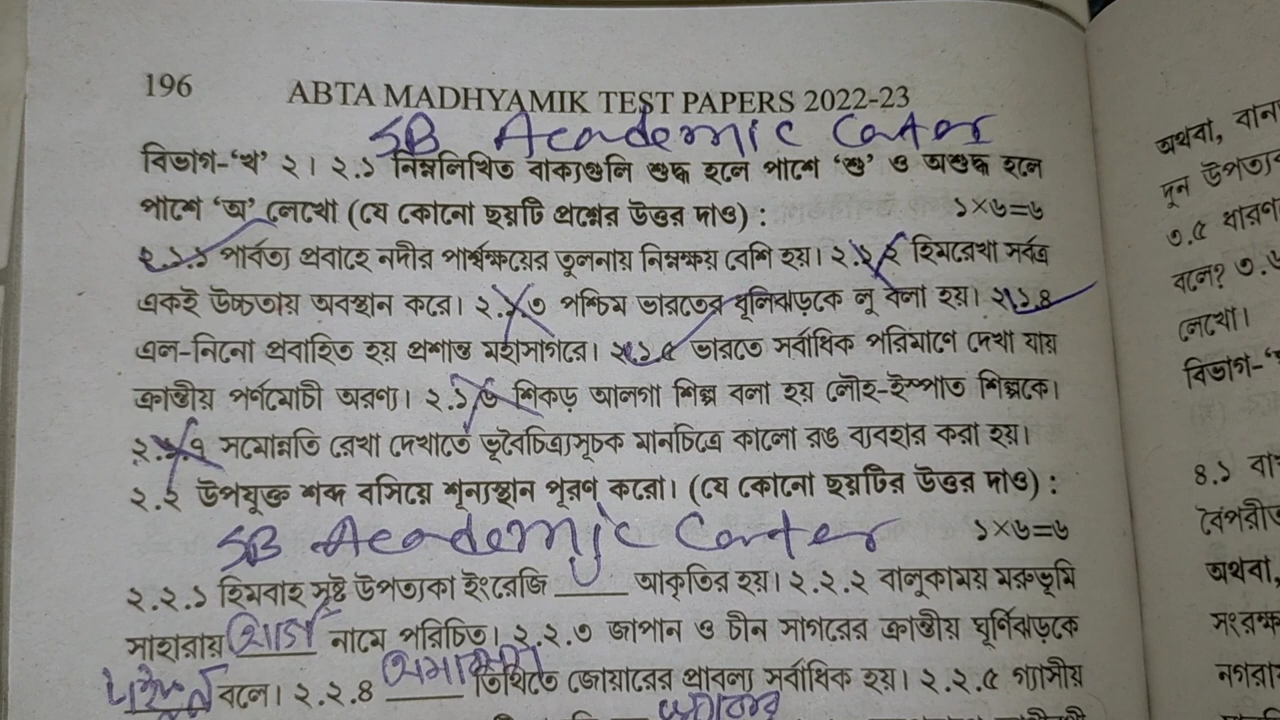 196 ABTA MADHYAMIK TEST PAPERS 2022-23
SB Academic Center
বিভাগ-‘খ’ ২। ২.১ নিম্নলিখিত বাক্যগুলি শুদ্ধ হলে পাশে ‘শু’ ও অশুদ্ধ হলে
পাশে ‘অ’ লেখো (যে কোনো ছয়টি প্রশ্নের উত্তর দাও) : ১×৬=৬
২.১.১ পার্বত্য প্রবাহে নদীর পার্শ্বক্ষয়ের তুলনায় নিম্নক্ষয় বেশি হয়। ২.১.২ হিমরেখা সর্বত্র
একই উচ্চতায় অবস্থান করে। ২.১.৩ পশ্চিম ভারতের ধূলিঝড়কে লু বলা হয়। ২.১.৪
এল-নিনো প্রবাহিত হয় প্রশান্ত মহাসাগরে। ২.১.৫ ভারতে সর্বাধিক পরিমাণে দেখা যায়
ক্রান্তীয় পর্ণমোচী অরণ্য। ২.১.৬ শিকড় আলগা শিল্প বলা হয় লৌহ-ইস্পাত শিল্পকে।
২.১.৭ সমোন্নতি রেখা দেখাতে ভূবৈচিত্র্যসূচক মানচিত্রে কালো রঙ ব্যবহার করা হয়।
২.২ উপযুক্ত শব্দ বসিয়ে শূন্যস্থান পূরণ করো। (যে কোনো ছয়টির উত্তর দাও) :
SB Academic Center ১×৬=৬
২.২.১ হিমবাহ সৃষ্ট উপত্যকা ইংরেজি U আকৃতির হয়। ২.২.২ বালুকাময় মরুভূমি
সাহারায় আর্গ নামে পরিচিত। ২.২.৩ জাপান ও চীন সাগরের ক্রান্তীয় ঘূর্ণিঝড়কে
টাইফুন বলে। ২.২.৪ অমাবস্যা তিথিতে জোয়ারের প্রাবল্য সর্বাধিক হয়। ২.২.৫ গ্যাসীয়
অথবা, বান
দুন উপত্য
৩.৫ ধারণ
বলে? ৩.৬
লেখো।
বিভাগ-
৪.১ বা
বৈপরীত
অথবা,
সংরক্ষ
নগরা